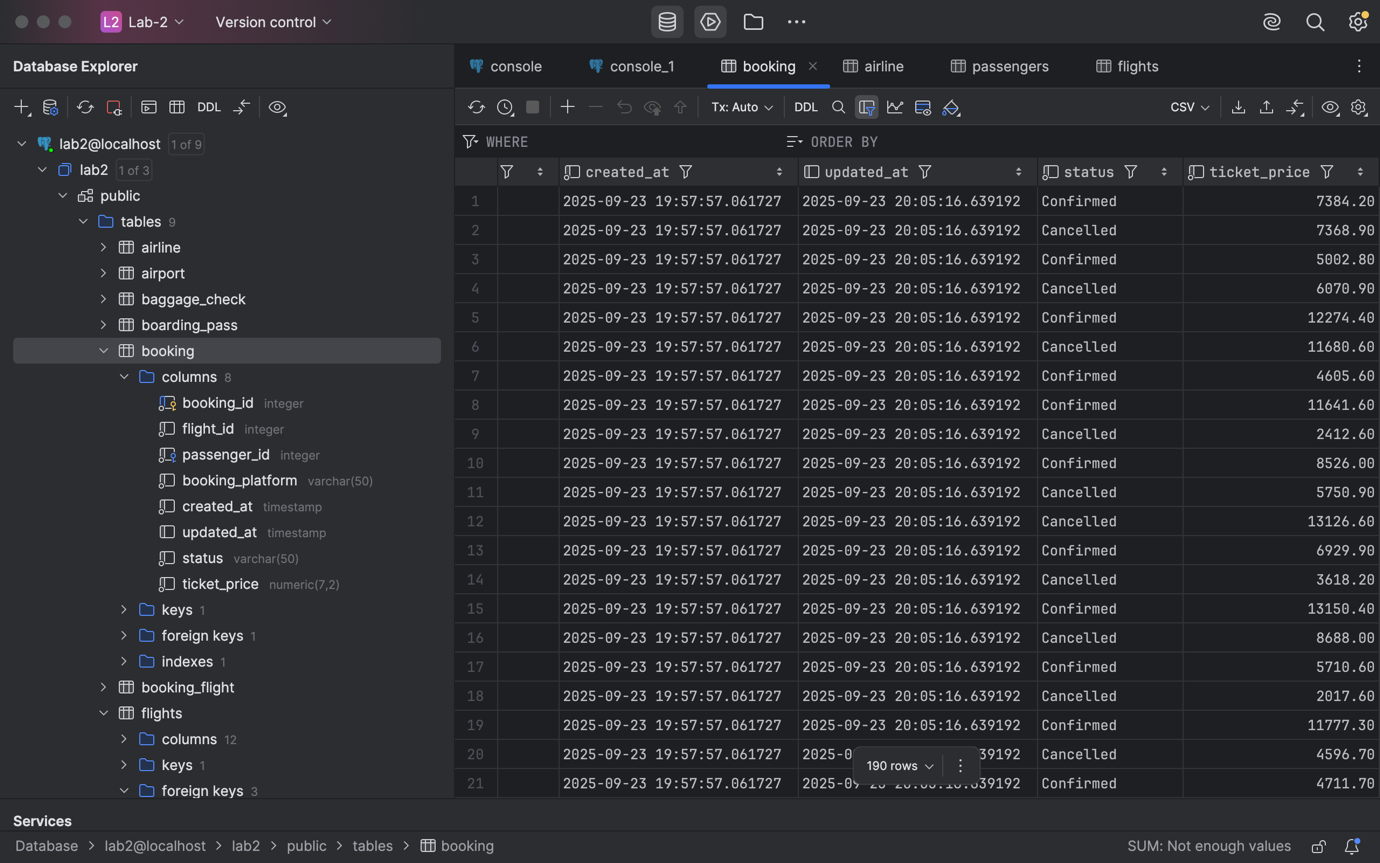 L2 Lab-2 Version control
Database Explorer
console console_1 booking airline passengers flights
DDL
Tx: Auto DDL CSV
WHERE ORDER BY
lab2@localhost 1 of 9
lab2 1 of 3
public
tables 9
airline
airport
baggage_check
boarding_pass
booking
columns 8
booking_id integer
flight_id integer
passenger_id integer
booking_platform varchar(50)
created_at timestamp
updated_at timestamp
status varchar(50)
ticket_price numeric(7,2)
keys 1
foreign keys 1
indexes 1
booking_flight
flights
columns 12
keys 1
foreign keys 3
created_at updated_at status ticket_price
1 2025-09-23 19:57:57.061727 2025-09-23 20:05:16.639192 Confirmed 7384.20
2 2025-09-23 19:57:57.061727 2025-09-23 20:05:16.639192 Cancelled 7368.90
3 2025-09-23 19:57:57.061727 2025-09-23 20:05:16.639192 Confirmed 5002.80
4 2025-09-23 19:57:57.061727 2025-09-23 20:05:16.639192 Cancelled 6070.90
5 2025-09-23 19:57:57.061727 2025-09-23 20:05:16.639192 Confirmed 12274.40
6 2025-09-23 19:57:57.061727 2025-09-23 20:05:16.639192 Cancelled 11680.60
7 2025-09-23 19:57:57.061727 2025-09-23 20:05:16.639192 Confirmed 4605.60
8 2025-09-23 19:57:57.061727 2025-09-23 20:05:16.639192 Confirmed 11641.60
9 2025-09-23 19:57:57.061727 2025-09-23 20:05:16.639192 Cancelled 2412.60
10 2025-09-23 19:57:57.061727 2025-09-23 20:05:16.639192 Confirmed 8526.00
11 2025-09-23 19:57:57.061727 2025-09-23 20:05:16.639192 Cancelled 5750.90
12 2025-09-23 19:57:57.061727 2025-09-23 20:05:16.639192 Cancelled 13126.60
13 2025-09-23 19:57:57.061727 2025-09-23 20:05:16.639192 Confirmed 6929.90
14 2025-09-23 19:57:57.061727 2025-09-23 20:05:16.639192 Cancelled 3618.20
15 2025-09-23 19:57:57.061727 2025-09-23 20:05:16.639192 Confirmed 13150.40
16 2025-09-23 19:57:57.061727 2025-09-23 20:05:16.639192 Cancelled 8688.00
17 2025-09-23 19:57:57.061727 2025-09-23 20:05:16.639192 Confirmed 5710.60
18 2025-09-23 19:57:57.061727 2025-09-23 20:05:16.639192 Cancelled 2017.60
19 2025-09-23 19:57:57.061727 2025-09-23 20:05:16.639192 Confirmed 11777.30
20 2025-09-23 19:57:57.061727 2025-0 39192 Cancelled 4596.70
21 2025-09-23 19:57:57.061727 Confirmed 4711.70
190 rows
Services
Database lab2@localhost lab2 public tables booking SUM: Not enough values